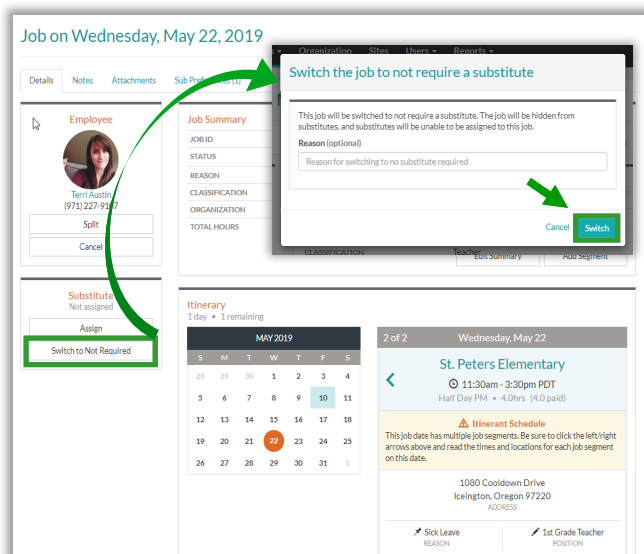 Job on Wednesday, May 22, 2019
Organization Sites Users Reports
Details Notes Attachments
Switch the job to not require a substitute
This job will be switched to not require a substitute. The job will be hidden from
substitutes, and substitutes will be unable to be assigned to this job.
Reason (optional)
Reason for switching to no substitute required
Cancel Switch
Employee
Terri Austin
Split
Cancel
Job Summary
JOB ID
STATUS
REASON
CLASSIFICATION
ORGANIZATION
TOTAL HOURS
CLASSIFICATION Teacher
Edit Summary Add Segment
Substitute
Not assigned
Assign
Switch to Not Required
Itinerary
1 day • 1 remaining
MAY 2019
S M T W T F S
28 29 30 1 2 3 4
5 6 7 8 9 10 11
12 13 14 15 16 17 18
19 20 21 22 23 24 25
26 27 28 29 30 31 1
2 of 2 Wednesday, May 22
St. Peters Elementary
11:30am - 3:30pm PDT
Half Day PM • 4.0hrs (4.0 paid)
Itinerant Schedule
This job date has multiple job segments. Be sure to click the left/right
arrows above and read the times and locations for each job segment
on this date.
1080 Cooldown Drive
Iceington, Oregon 97220
ADDRESS
Sick Leave
REASON
1st Grade Teacher
POSITION